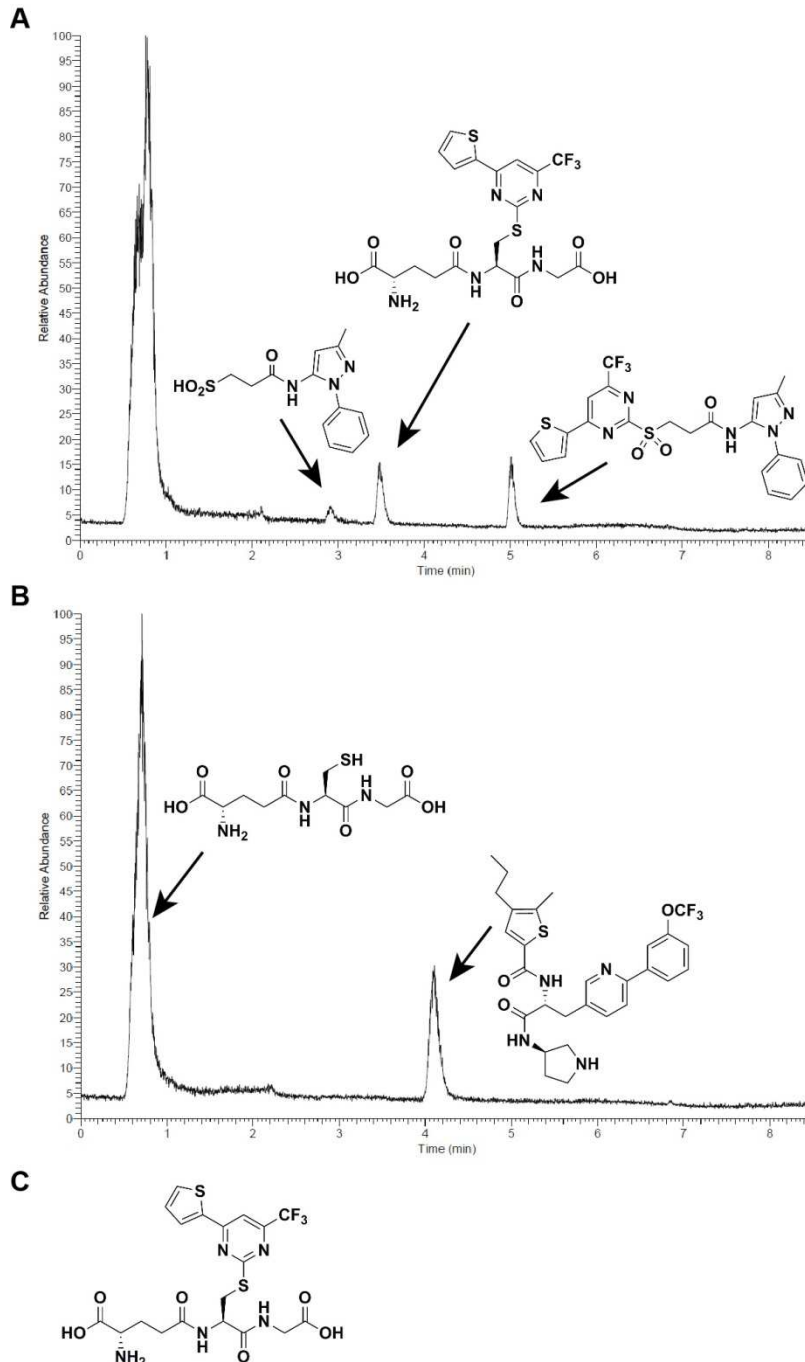 A
100
95
90
85
80
75
70
65
60
55
50
45
40
35
30
25
20
15
10
5
0
Relative Abundance
0 1 2 3 4 5 6 7 8
Time (min)
S
N N
CF3
S
O O O
HO N H N OH
NH2 O H
O N
HO2S N N
H
CF3
N
S N S
O O
O
N
H
N
N
B
100
95
90
85
80
75
70
65
60
55
50
45
40
35
30
25
20
15
10
5
0
Relative Abundance
0 1 2 3 4 5 6 7 8
Time (min)
SH
O O H O
HO N N OH
NH2 H O
OCF3
S
N
O NH
O
HN
NH
C
S
CF3
N N
S
O O H O
HO N N OH
NH2 H O